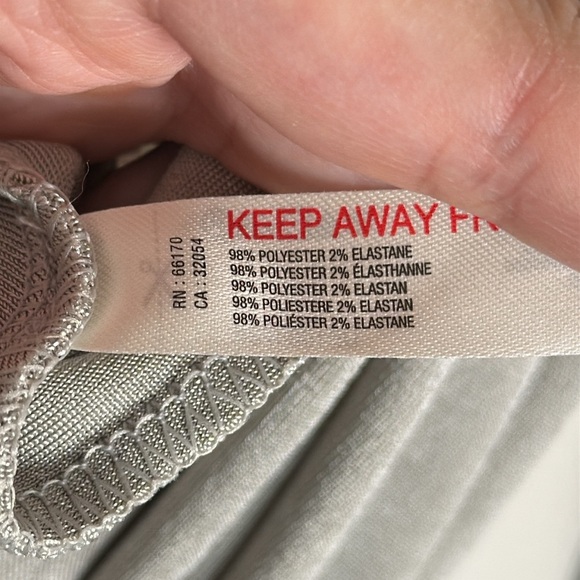 KEEP AWAY
98% POLYESTER 2% ELASTANE
98% POLYESTER 2% ÉLASTHANNE
98% POLYESTER 2% ELASTAN
98% POLIESTERE 2% ELASTAN
98% POLIÉSTER 2% ELASTANE
RN : 66170
CA : 32054